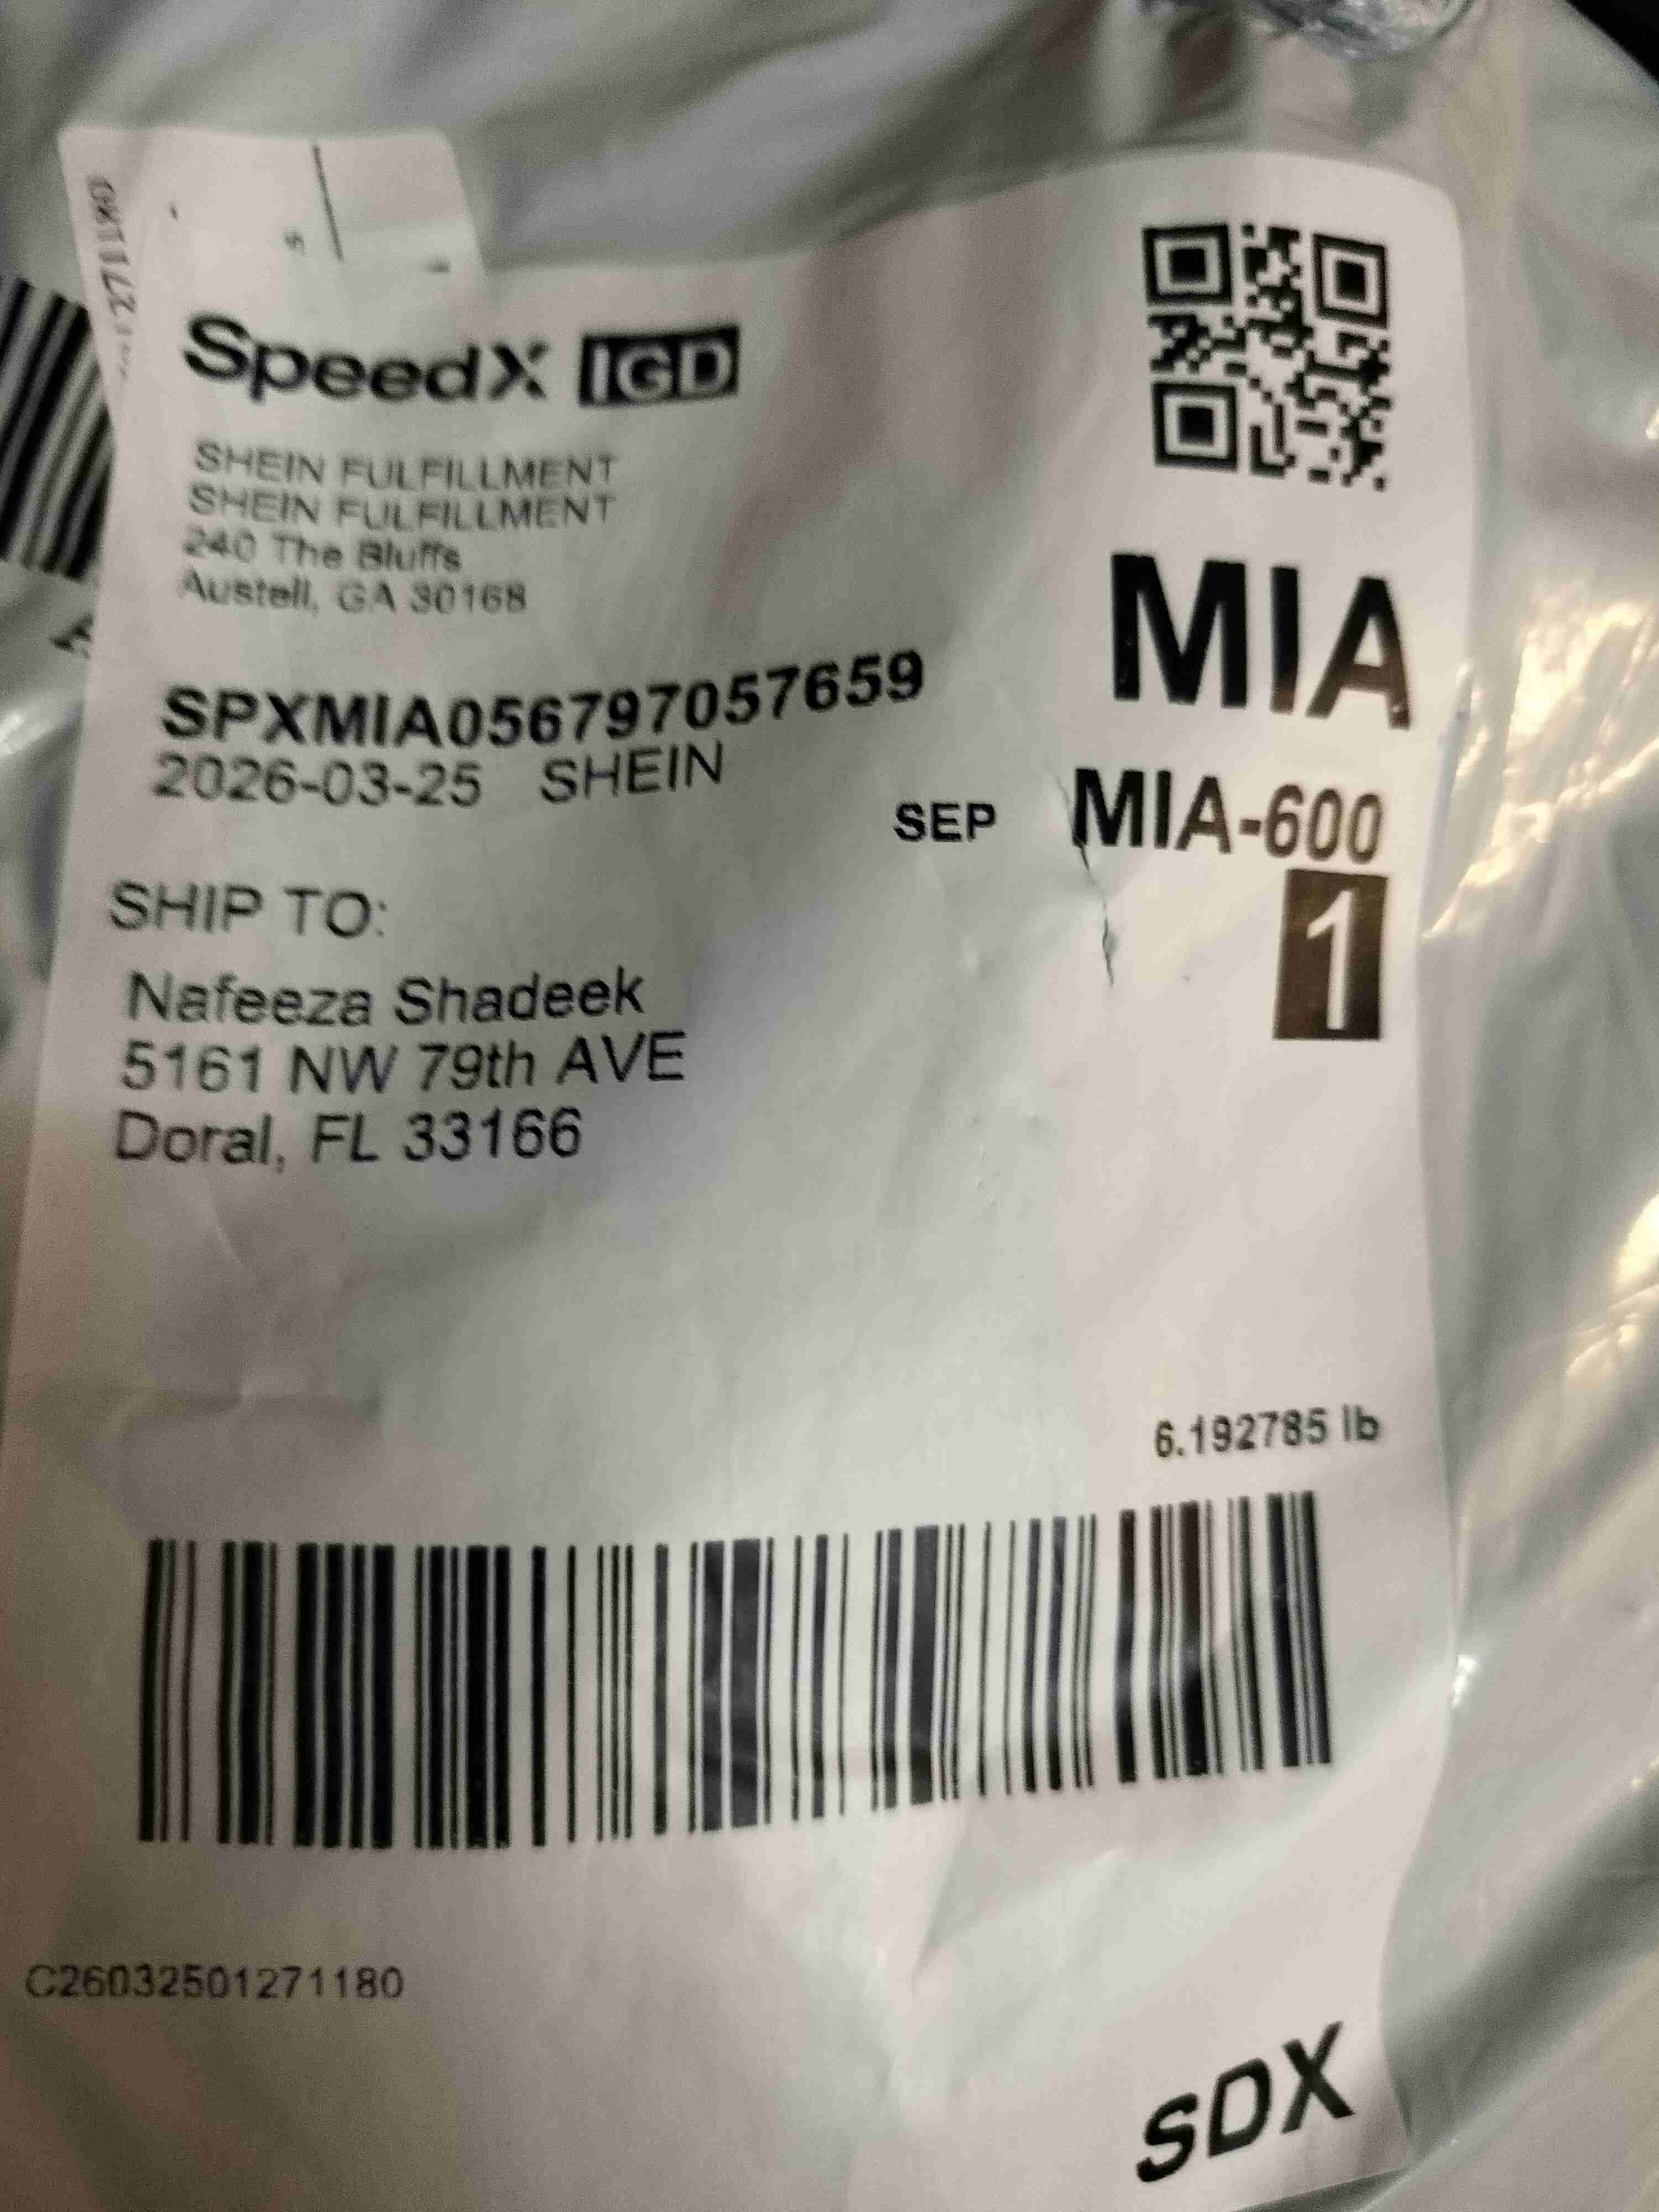 SpeedX IGD
SHEIN FULFILLMENT
SHEIN FULFILLMENT
240 The Bluffs
Austell, GA 30168
MIA
SPXMIA056797057659
2026-03-25 SHEIN
SEP MIA-600
1
SHIP TO:
Nafeeza Shadeek
5161 NW 79th AVE
Doral, FL 33166
6.192785 lb
C26032501271180
SDX